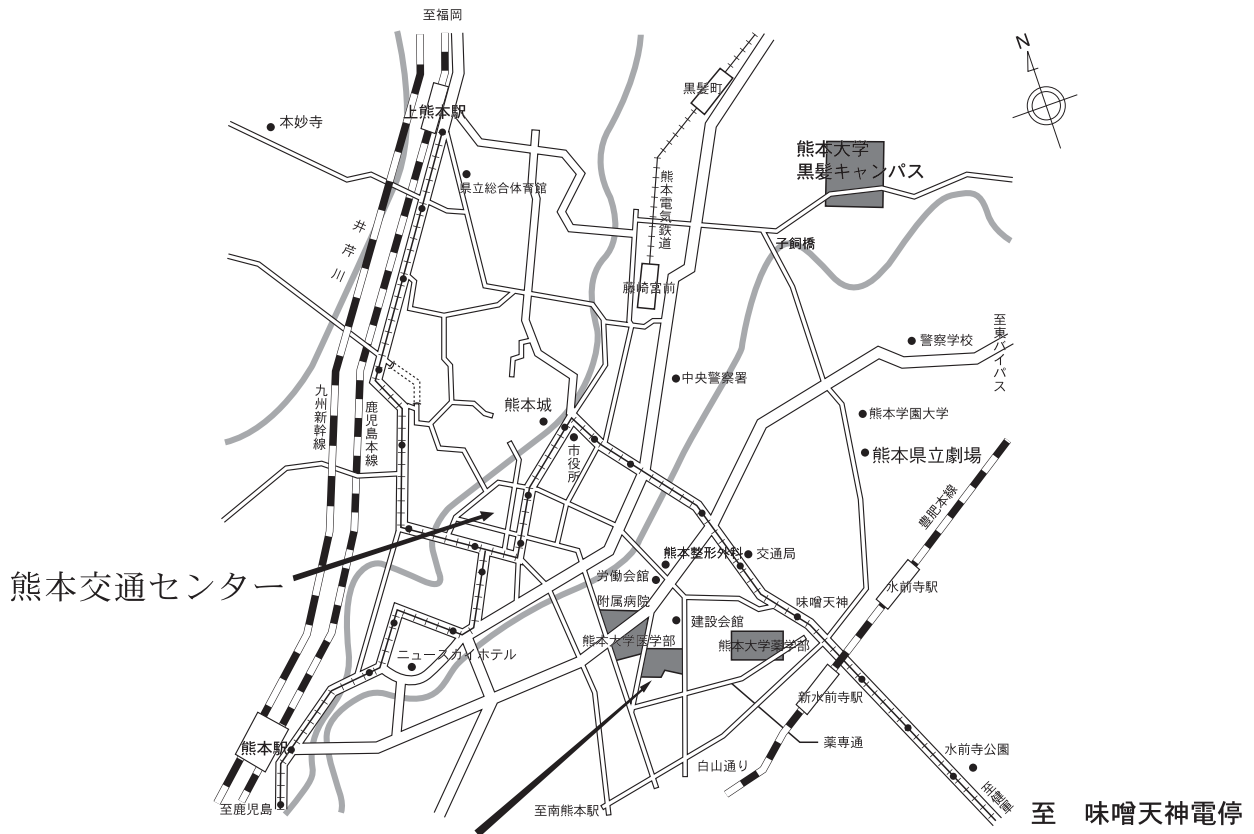 至福岡
N
黒髪町
上熊本駅
本妙寺
熊本大学
黒髪キャンパス
県立総合体育館
熊本電気鉄道
井芹川
子飼橋
藤崎宮前
至東バイパス
警察学校
中央警察署
九州新幹線
鹿児島本線
熊本城
熊本学園大学
市役所
熊本県立劇場
豊肥本線
熊本整形外科
交通局
熊本交通センター
労働会館
水前寺駅
附属病院
味噌天神
建設会館
熊本大学医学部
熊本大学薬学部
ニュースカイホテル
新水前寺駅
熊本駅
薬専通
水前寺公園
白山通り
至鹿児島
至南熊本駅
至健軍
至　味噌天神電停